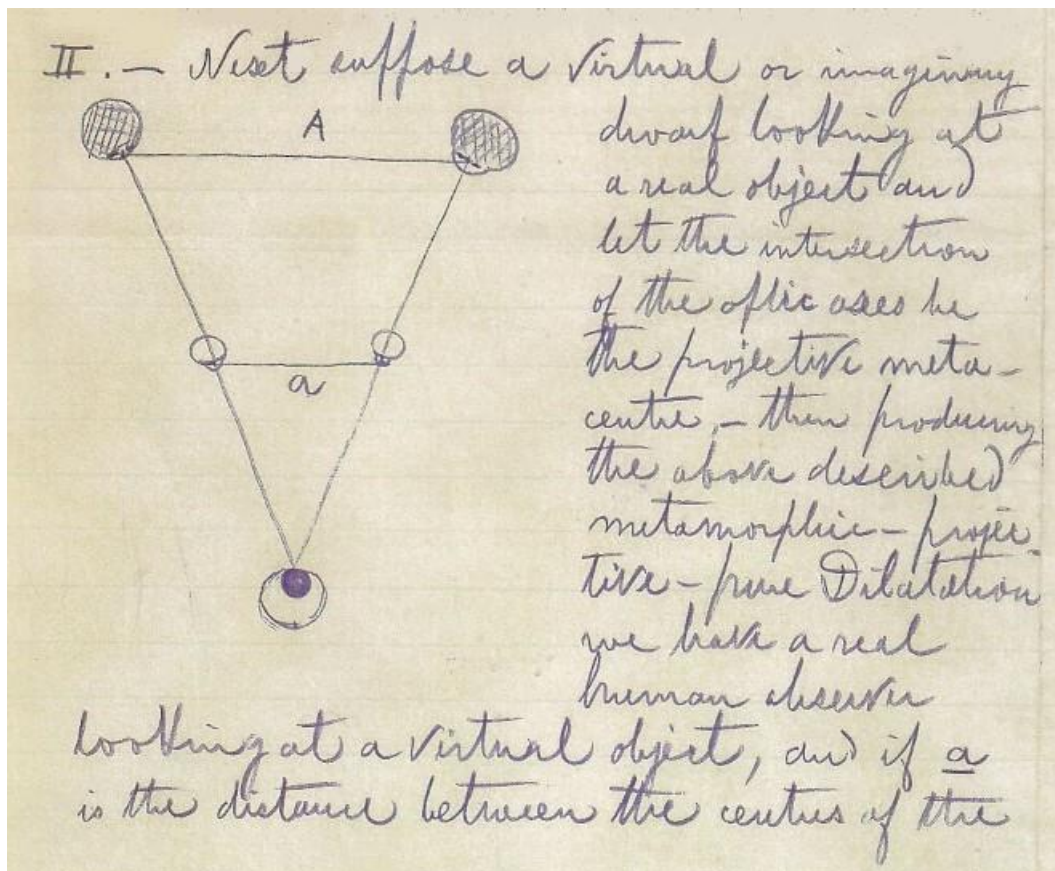 II. — Next suppose a virtual or imaginary
A
dwarf looking at
a real object and
let the intersection
of the optic axes be
the projective meta-
a
centre, — then producing
the above described
metamorphic — projec-
tive — pure Dilatation
we have a real
human observer
looking at a virtual object, and if a
is the distance between the centres of the